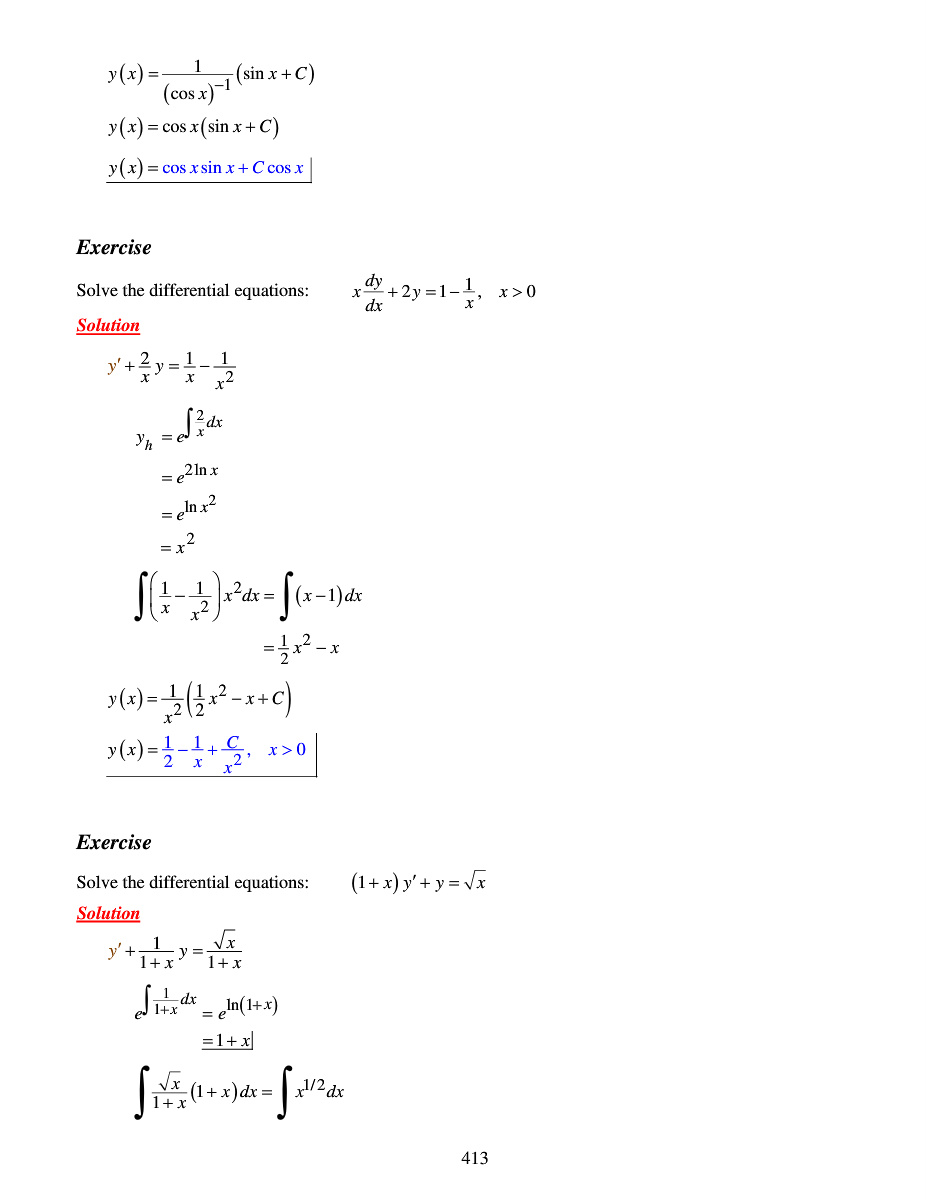 y(x) = \frac{1}{(\cos x)^{-1}} (\sin x + C)
y(x) = \cos x (\sin x + C)
y(x) = \cos x \sin x + C \cos x
Exercise
Solve the differential equations: x \frac{dy}{dx} + 2y = 1 - \frac{1}{x}, x > 0
Solution
y' + \frac{2}{x} y = \frac{1}{x} - \frac{1}{x^2}
y_h = e^{\int \frac{2}{x} dx}
= e^{2 \ln x}
= e^{\ln x^2}
= x^2
\int \left( \frac{1}{x} - \frac{1}{x^2} \right) x^2 dx = \int (x - 1) dx
= \frac{1}{2} x^2 - x
y(x) = \frac{1}{x^2} \left( \frac{1}{2} x^2 - x + C \right)
y(x) = \frac{1}{2} - \frac{1}{x} + \frac{C}{x^2}, x > 0
Exercise
Solve the differential equations: (1 + x) y' + y = \sqrt{x}
Solution
y' + \frac{1}{1 + x} y = \frac{\sqrt{x}}{1 + x}
e^{\int \frac{1}{1+x} dx} = e^{\ln(1+x)}
= 1 + x
\int \frac{\sqrt{x}}{1 + x} (1 + x) dx = \int x^{1/2} dx
413